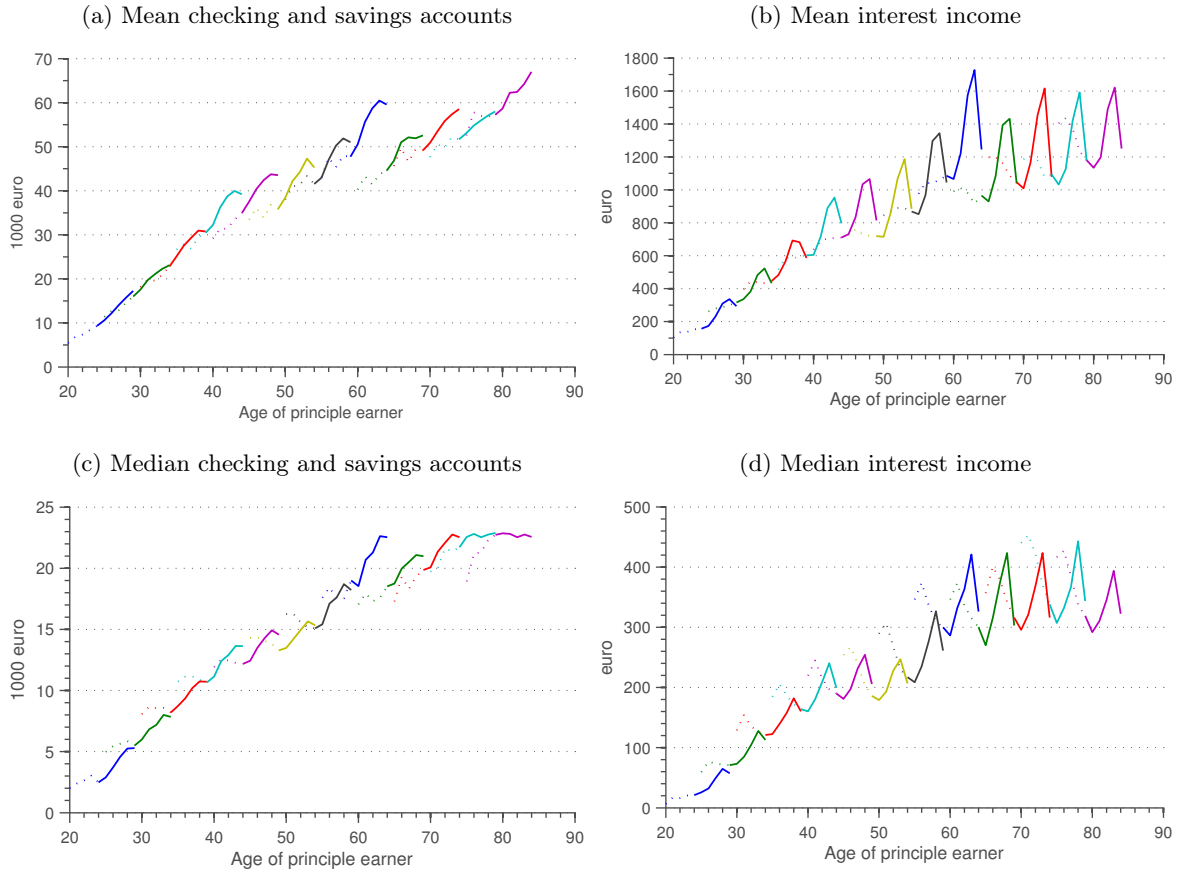 (a) Mean checking and savings accounts
70
60
50
40
30
20
10
0
1000 euro
20 30 40 50 60 70 80 90
Age of principle earner
(b) Mean interest income
1800
1600
1400
1200
1000
800
600
400
200
0
euro
20 30 40 50 60 70 80 90
Age of principle earner
(c) Median checking and savings accounts
25
20
15
10
5
0
1000 euro
20 30 40 50 60 70 80 90
Age of principle earner
(d) Median interest income
500
400
300
200
100
0
euro
20 30 40 50 60 70 80 90
Age of principle earner